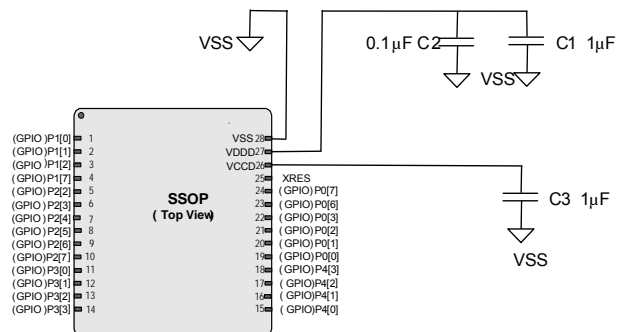 VSS
0.1µF C2
C1 1µF
VSS
(GPIO )P1[0] 1
(GPIO )P1[1] 2
(GPIO )P1[2] 3
(GPIO )P1[7] 4
(GPIO )P2[2] 5
(GPIO )P2[3] 6
(GPIO )P2[4] 7
(GPIO )P2[5] 8
(GPIO )P2[6] 9
(GPIO)P2[7] 10
(GPIO )P3[0] 11
(GPIO )P3[1] 12
(GPIO )P3[2] 13
(GPIO )P3[3] 14
SSOP
( Top View)
VSS 28
VDDD 27
VCCD 26
25 XRES
24 (GPIO)P0[7]
23 (GPIO)P0[6]
22 (GPIO)P0[3]
21 (GPIO)P0[2]
20 (GPIO)P0[1]
19 (GPIO)P0[0]
18 (GPIO)P4[3]
17 ( GPIO)P4[2]
16 ( GPIO)P4[1]
15 ( GPIO)P4[0]
C3 1µF
VSS